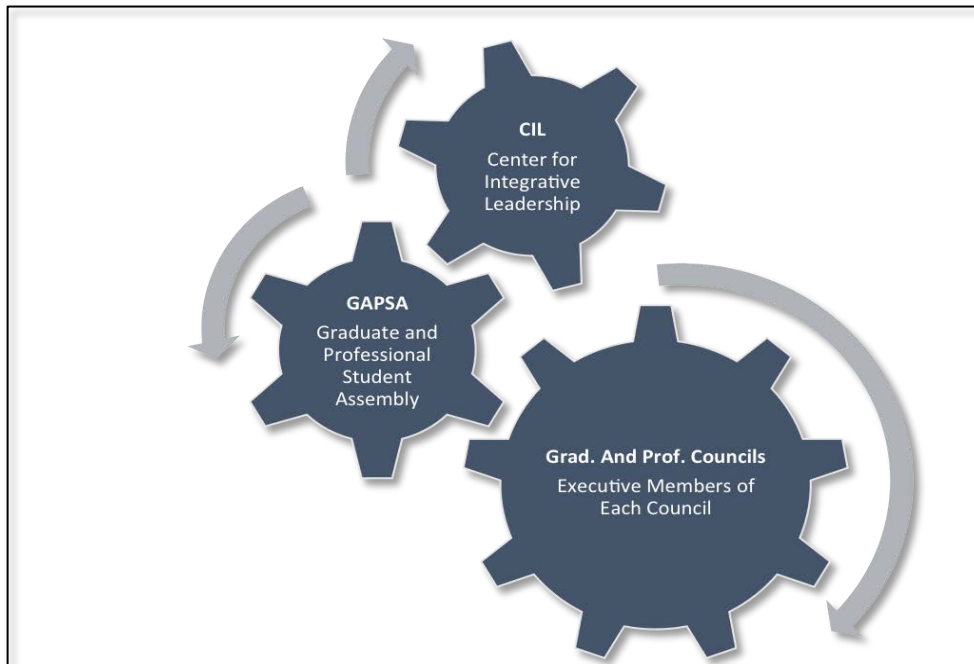 CIL
Center for
Integrative
Leadership
GAPSA
Graduate and
Professional
Student
Assembly
Grad. And Prof. Councils
Executive Members of
Each Council